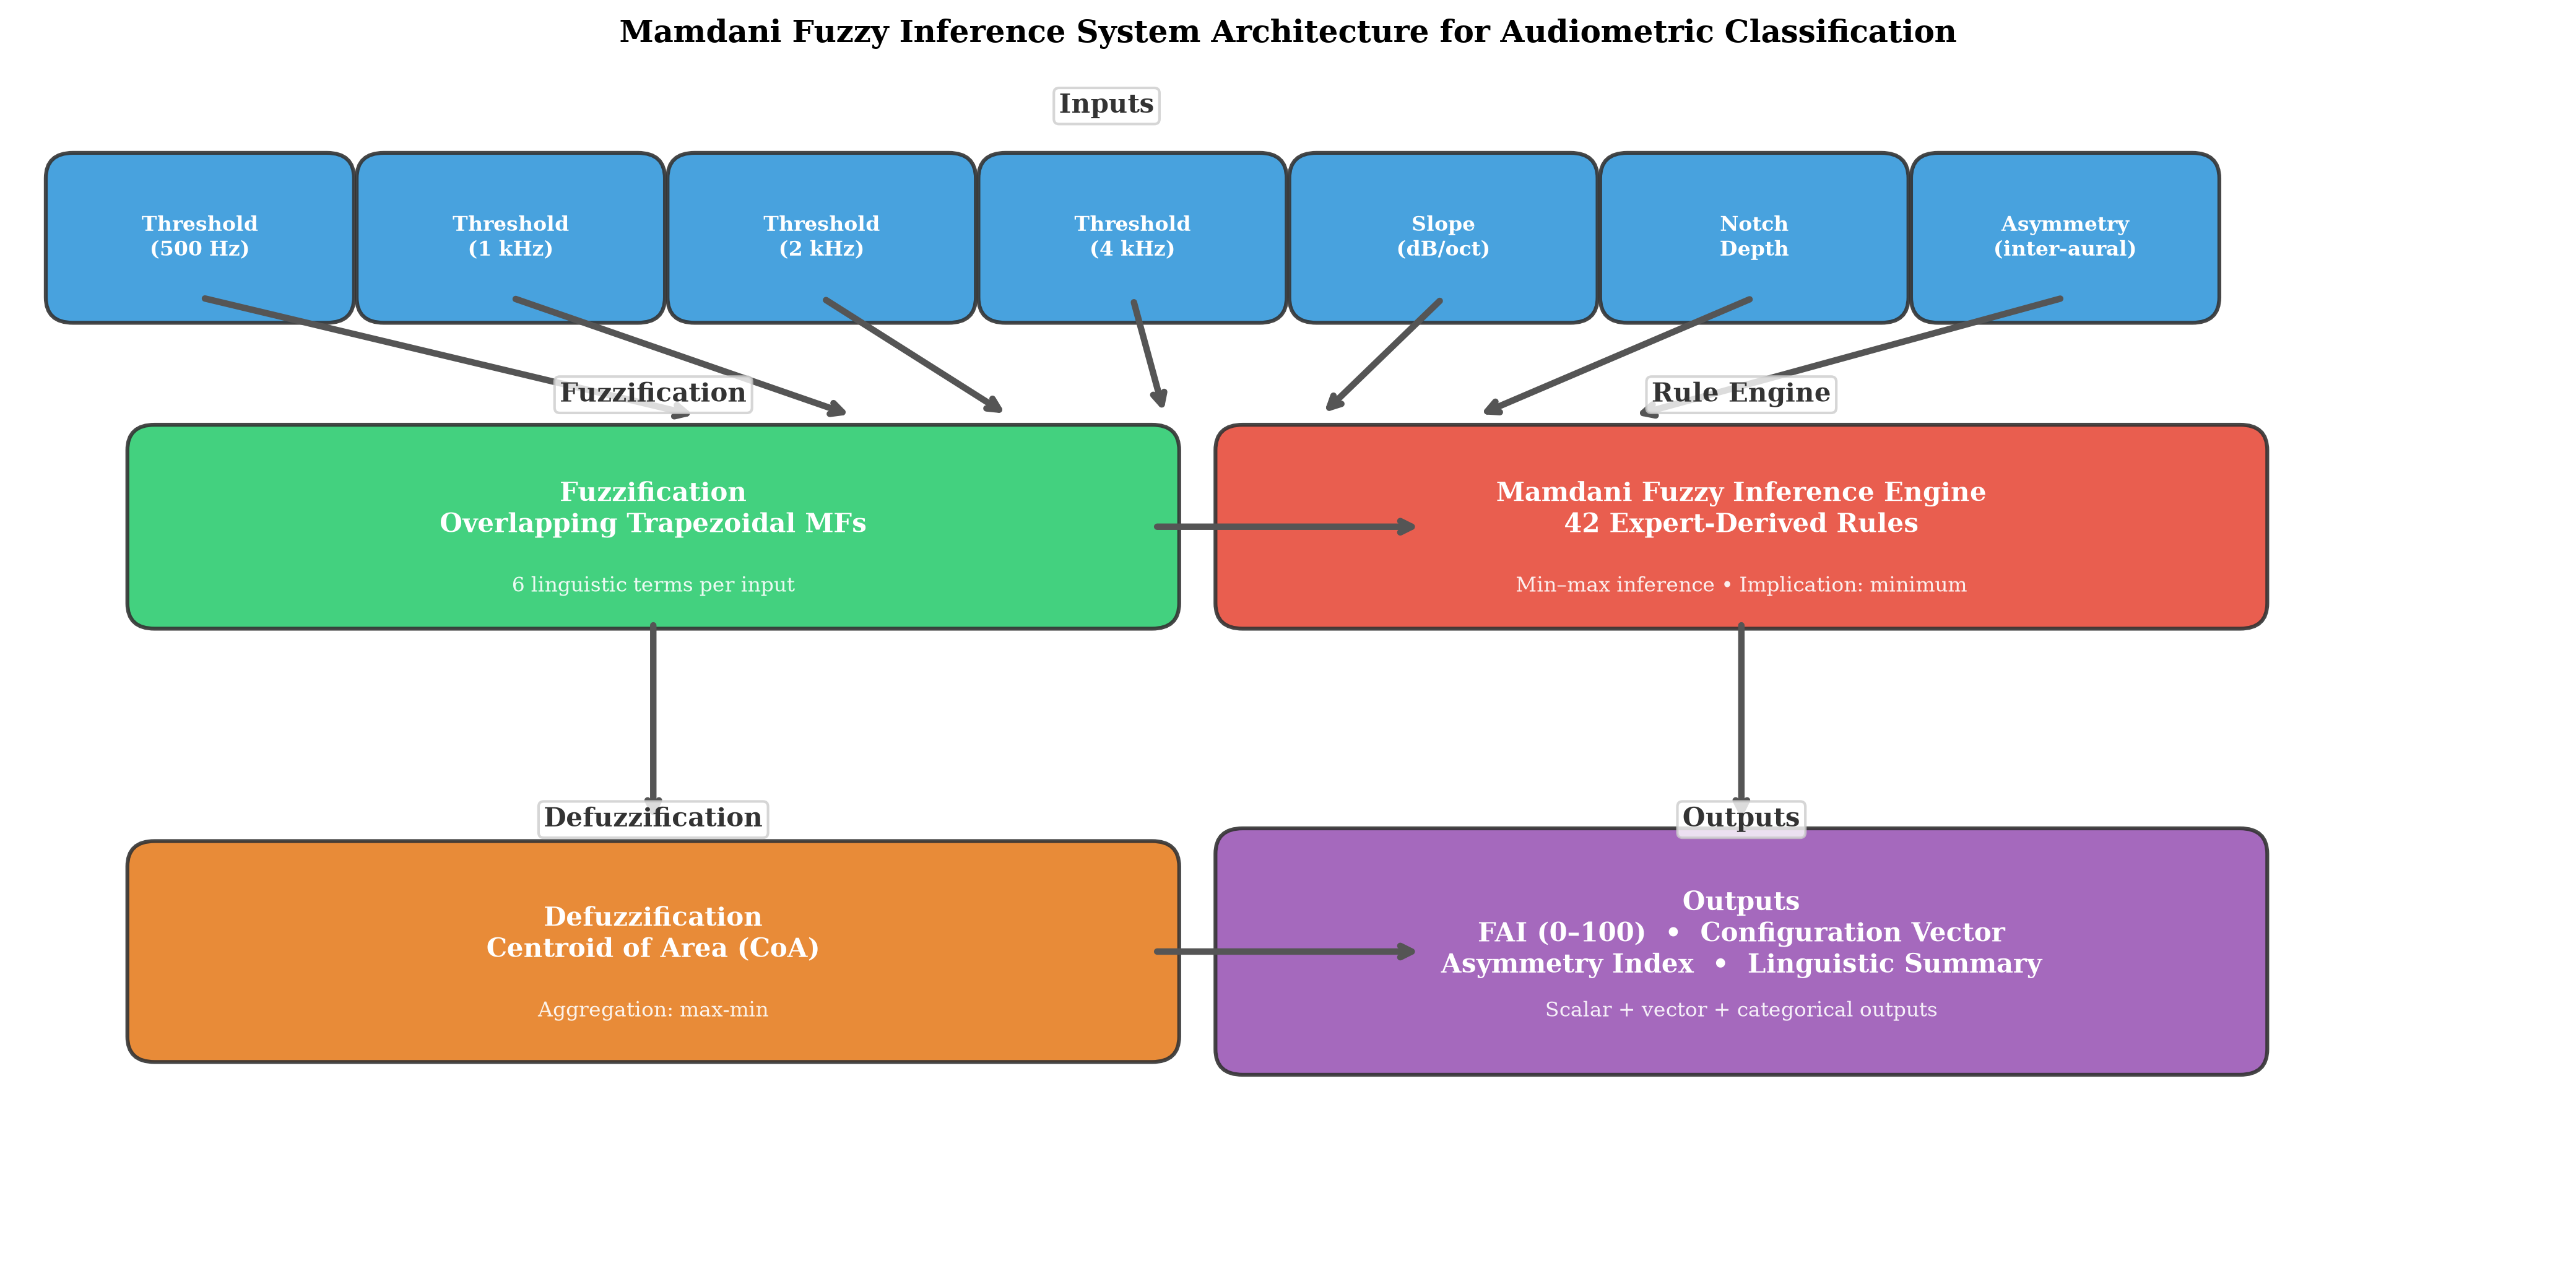 Mamdani Fuzzy Inference System Architecture for Audiometric Classification
Inputs
Threshold
(500 Hz)
Threshold
(1 kHz)
Threshold
(2 kHz)
Threshold
(4 kHz)
Slope
(dB/oct)
Notch
Depth
Asymmetry
(inter-aural)
Fuzzification
Rule Engine
Fuzzification
Overlapping Trapezoidal MFs
6 linguistic terms per input
Mamdani Fuzzy Inference Engine
42 Expert-Derived Rules
Min–max inference • Implication: minimum
Defuzzification
Outputs
Defuzzification
Centroid of Area (CoA)
Aggregation: max-min
Outputs
FAI (0–100) • Configuration Vector
Asymmetry Index • Linguistic Summary
Scalar + vector + categorical outputs